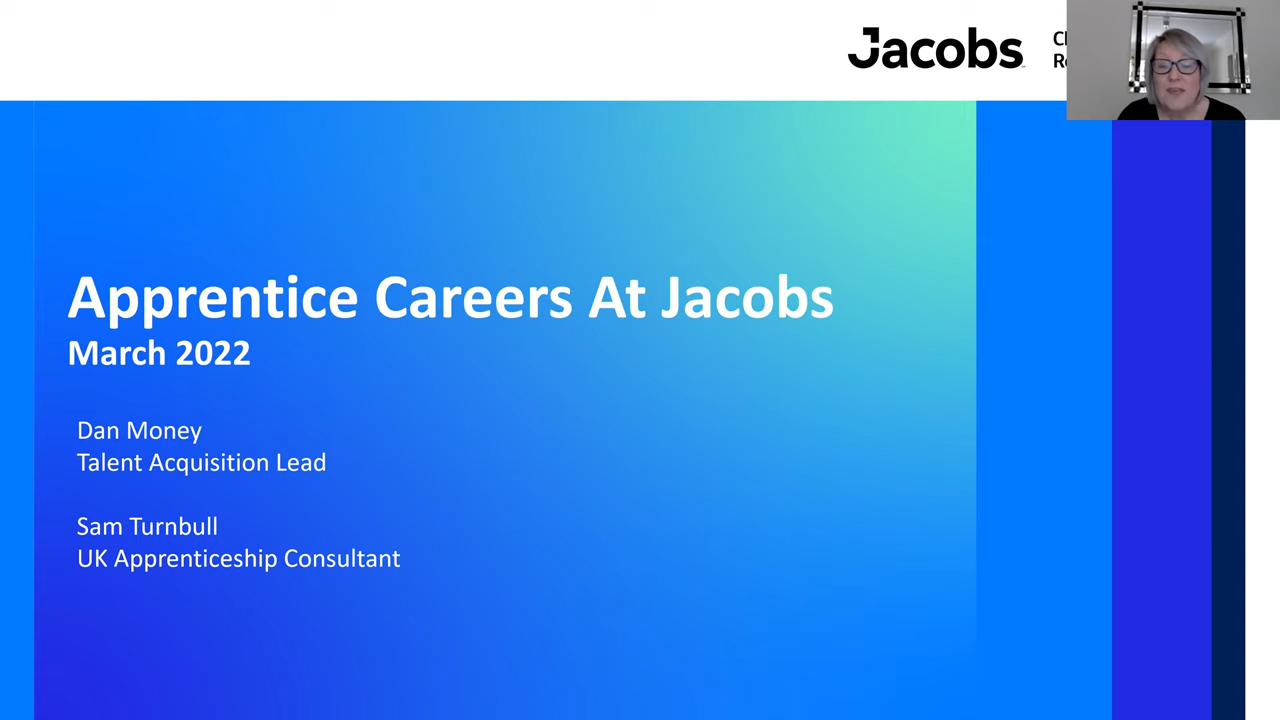 Jacobs
Apprentice Careers At Jacobs
March 2022
Dan Money
Talent Acquisition Lead
Sam Turnbull
UK Apprenticeship Consultant